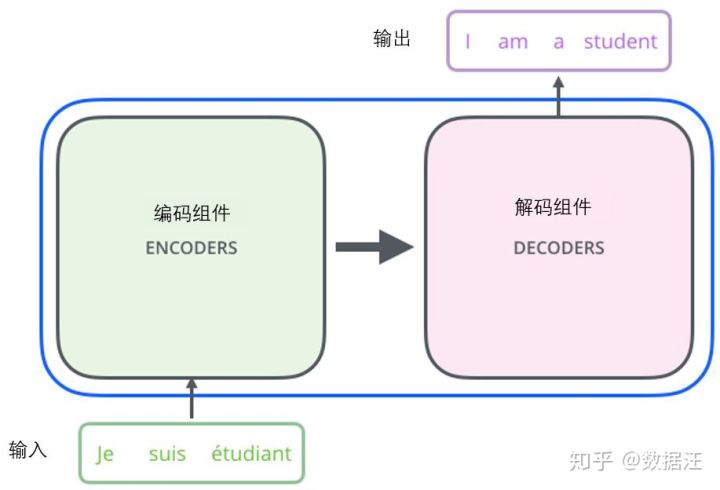 输出
I am a student
编码组件
ENCODERS
解码组件
DECODERS
输入
Je suis étudiant
知乎 @数据汪